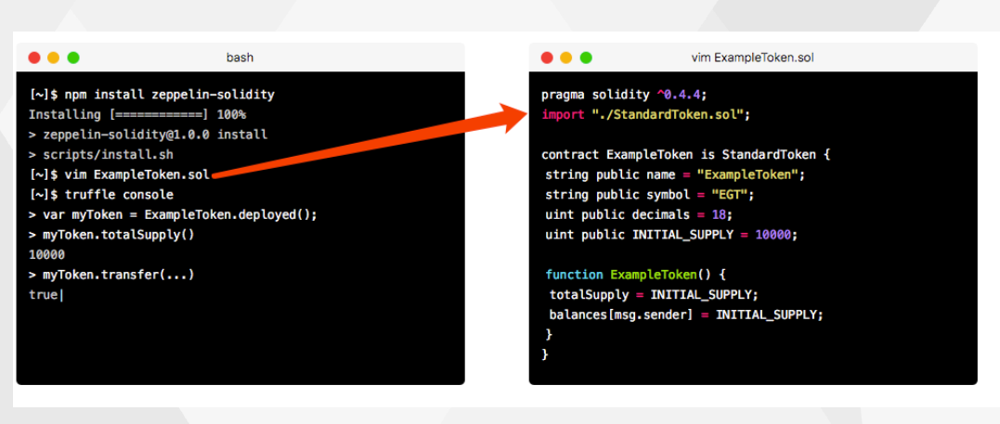 bash
[~]$ npm install zeppelin-solidity
Installing [============] 100%
> zeppelin-solidity@1.0.0 install
> scripts/install.sh
[~]$ vim ExampleToken.sol
[~]$ truffle console
> var myToken = ExampleToken.deployed();
> myToken.totalSupply()
10000
> myToken.transfer(...)
true|
vim ExampleToken.sol
pragma solidity ^0.4.4;
import "./StandardToken.sol";
contract ExampleToken is StandardToken {
string public name = "ExampleToken";
string public symbol = "EGT";
uint public decimals = 18;
uint public INITIAL_SUPPLY = 10000;
function ExampleToken() {
totalSupply = INITIAL_SUPPLY;
balances[msg.sender] = INITIAL_SUPPLY;
}
}